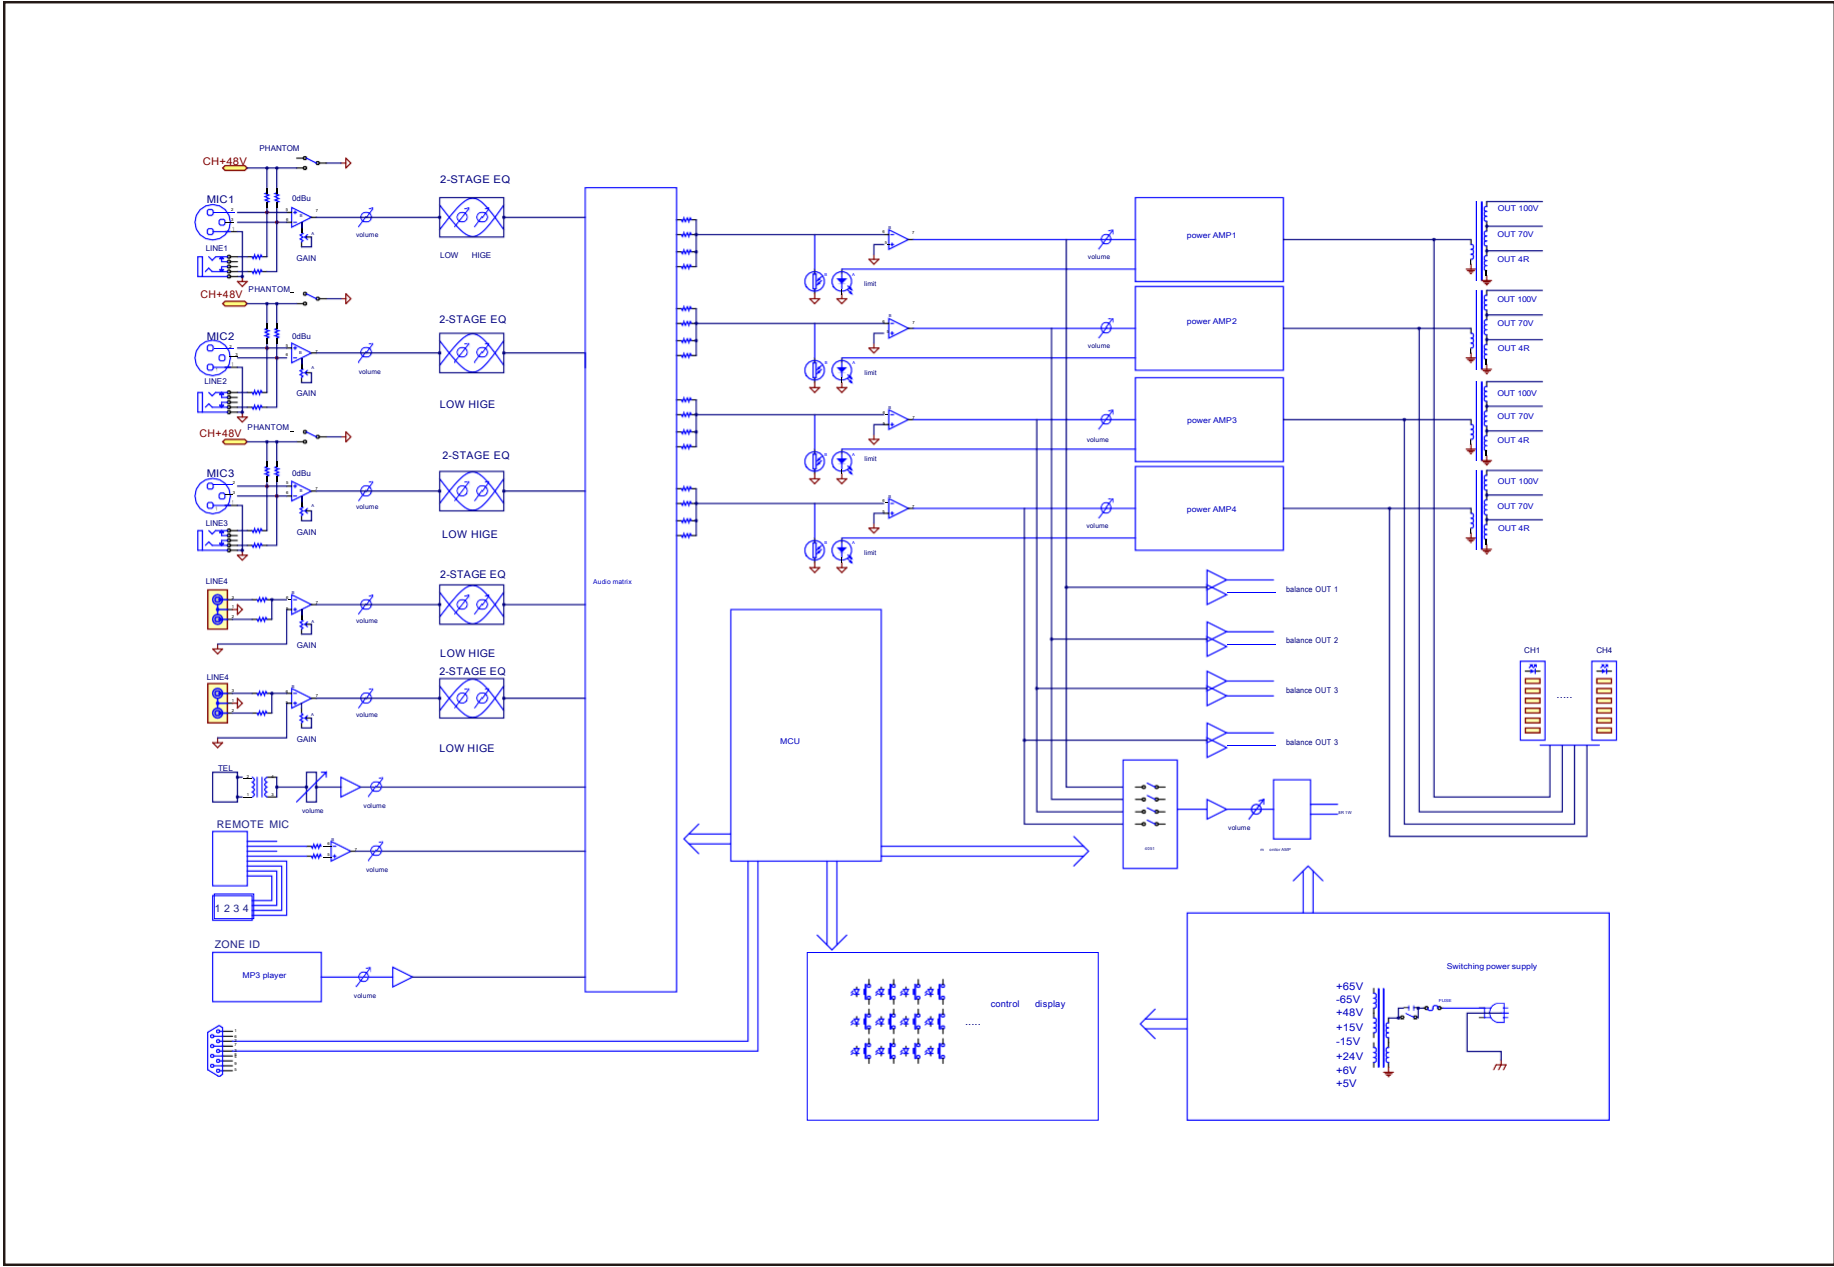 PHANTOM
CH+48V
MIC1
0dBu
LINE1
GAIN
volume
2-STAGE EQ
LOW HIGE
CH+48V
PHANTOM
MIC2
0dBu
LINE2
GAIN
volume
2-STAGE EQ
LOW HIGE
CH+48V
PHANTOM
MIC3
0dBu
LINE3
GAIN
volume
2-STAGE EQ
LOW HIGE
LINE4
GAIN
volume
2-STAGE EQ
LOW HIGE
LINE4
GAIN
volume
2-STAGE EQ
LOW HIGE
TEL
volume
volume
REMOTE MIC
volume
1 2 3 4
ZONE ID
MP3 player
volume
Audio matrix
limit
limit
limit
limit
volume
volume
volume
volume
power AMP1
power AMP2
power AMP3
power AMP4
OUT 100V
OUT 70V
OUT 4R
OUT 100V
OUT 70V
OUT 4R
OUT 100V
OUT 70V
OUT 4R
OUT 100V
OUT 70V
OUT 4R
balance OUT 1
balance OUT 2
balance OUT 3
balance OUT 3
CH1
.....
CH4
MCU
volume
control display
.....
Switching power supply
FUSE
+65V
-65V
+48V
+15V
-15V
+24V
+6V
+5V